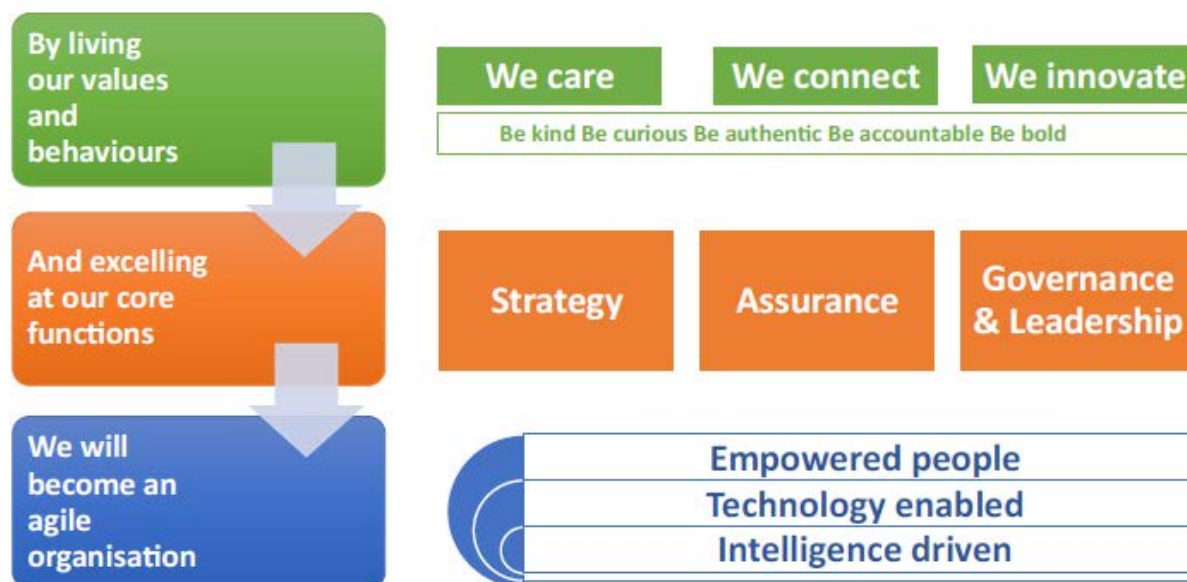 By living
our values
and
behaviours
We care
We connect
We innovate
Be kind Be curious Be authentic Be accountable Be bold
And excelling
at our core
functions
Strategy
Assurance
Governance
& Leadership
We will
become an
agile
organisation
Empowered people
Technology enabled
Intelligence driven